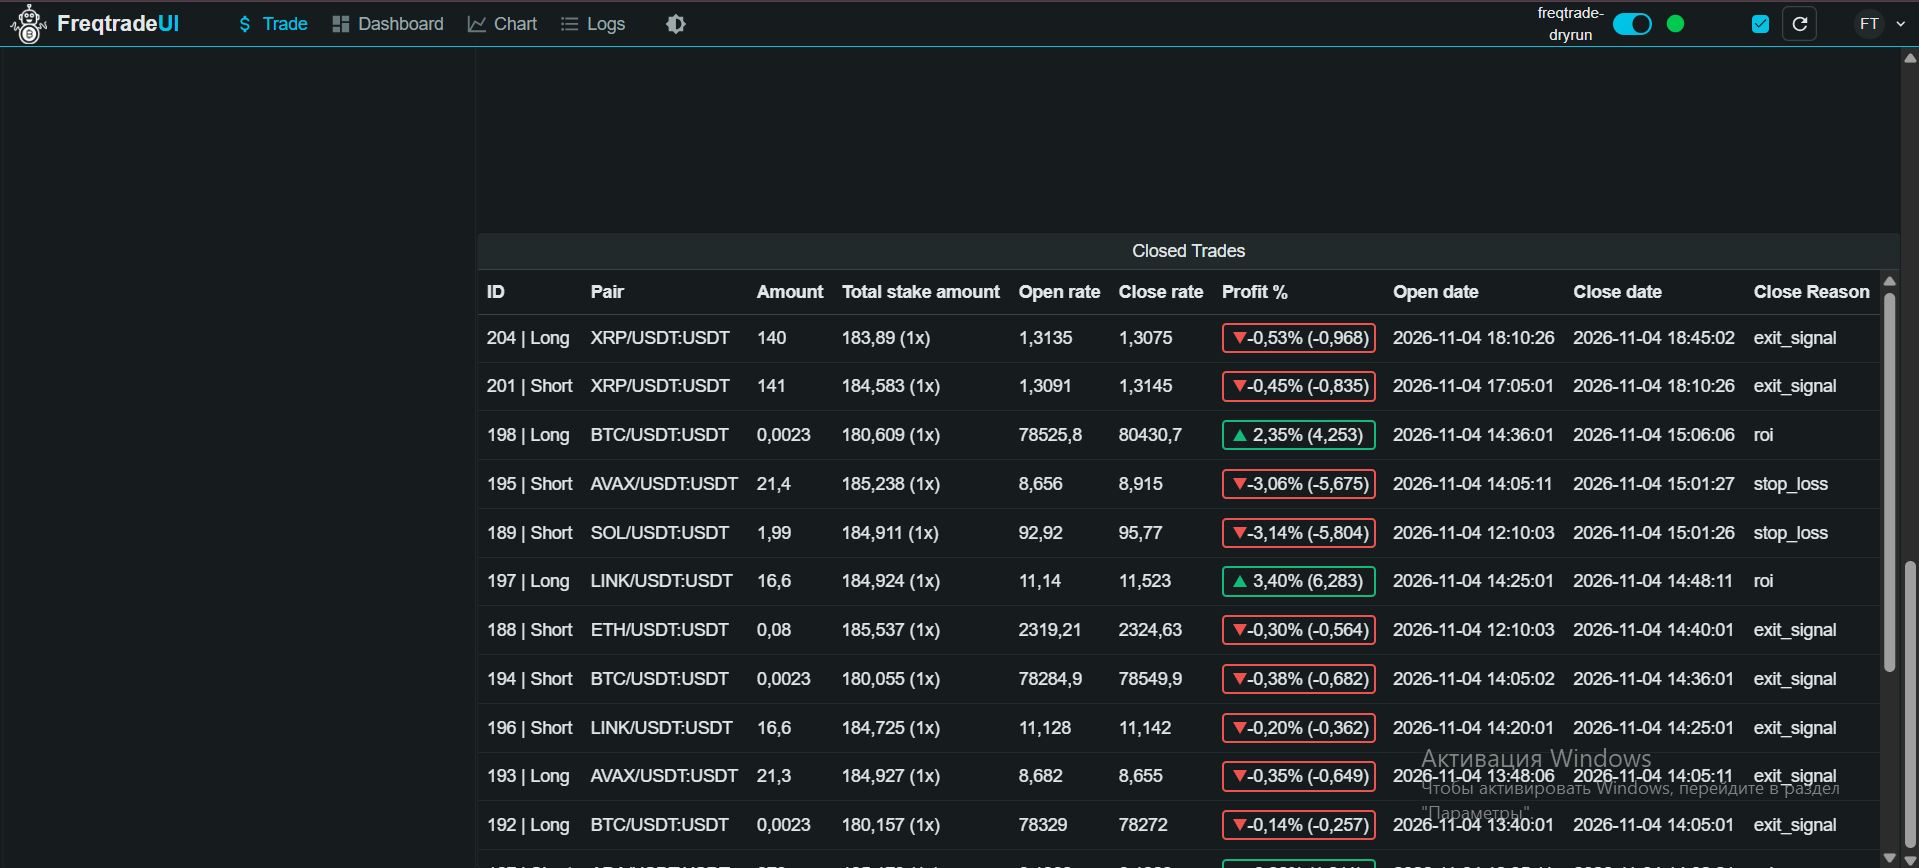 FreqtradeUI Trade Dashboard Chart Logs freqtrade-dryrun FT
Closed Trades
ID Pair Amount Total stake amount Open rate Close rate Profit % Open date Close date Close Reason
204 | Long XRP/USDT:USDT 140 183,89 (1x) 1,3135 1,3075 ▼-0,53% (-0,968) 2026-11-04 18:10:26 2026-11-04 18:45:02 exit_signal
201 | Short XRP/USDT:USDT 141 184,583 (1x) 1,3091 1,3145 ▼-0,45% (-0,835) 2026-11-04 17:05:01 2026-11-04 18:10:26 exit_signal
198 | Long BTC/USDT:USDT 0,0023 180,609 (1x) 78525,8 80430,7 ▲ 2,35% (4,253) 2026-11-04 14:36:01 2026-11-04 15:06:06 roi
195 | Short AVAX/USDT:USDT 21,4 185,238 (1x) 8,656 8,915 ▼-3,06% (-5,675) 2026-11-04 14:05:11 2026-11-04 15:01:27 stop_loss
189 | Short SOL/USDT:USDT 1,99 184,911 (1x) 92,92 95,77 ▼-3,14% (-5,804) 2026-11-04 12:10:03 2026-11-04 15:01:26 stop_loss
197 | Long LINK/USDT:USDT 16,6 184,924 (1x) 11,14 11,523 ▲ 3,40% (6,283) 2026-11-04 14:25:01 2026-11-04 14:48:11 roi
188 | Short ETH/USDT:USDT 0,08 185,537 (1x) 2319,21 2324,63 ▼-0,30% (-0,564) 2026-11-04 12:10:03 2026-11-04 14:40:01 exit_signal
194 | Short BTC/USDT:USDT 0,0023 180,055 (1x) 78284,9 78549,9 ▼-0,38% (-0,682) 2026-11-04 14:05:02 2026-11-04 14:36:01 exit_signal
196 | Short LINK/USDT:USDT 16,6 184,725 (1x) 11,128 11,142 ▼-0,20% (-0,362) 2026-11-04 14:20:01 2026-11-04 14:25:01 exit_signal
193 | Long AVAX/USDT:USDT 21,3 184,927 (1x) 8,682 8,655 ▼-0,35% (-0,649) 2026-11-04 13:48:06 2026-11-04 14:05:11 exit_signal
192 | Long BTC/USDT:USDT 0,0023 180,157 (1x) 78329 78272 ▼-0,14% (-0,257) 2026-11-04 13:40:01 2026-11-04 14:05:01 exit_signal
Активация Windows
Чтобы активировать Windows, перейдите в раздел
"Параметры".